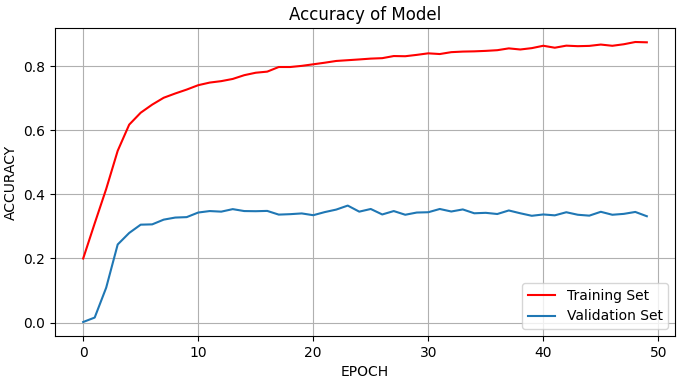 Accuracy of Model
ACCURACY
0.8
0.6
0.4
0.2
0.0
Training Set
Validation Set
0 10 20 30 40 50
EPOCH